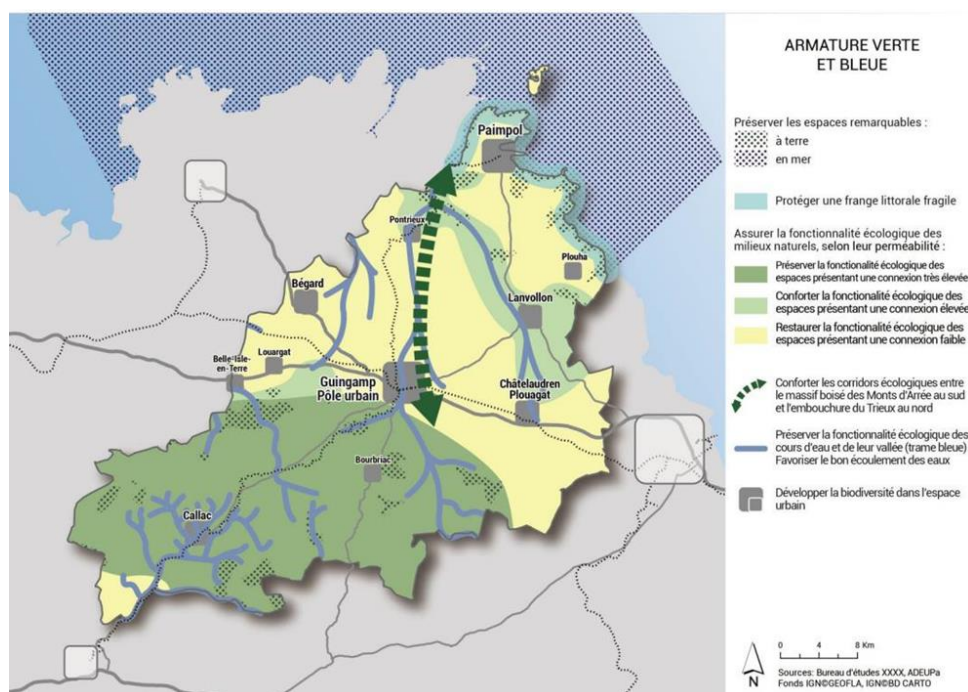 ARMATURE VERTE
ET BLEUE
Préserver les espaces remarquables :
à terre
en mer
Protéger une frange littorale fragile
Assurer la fonctionnalité écologique des
milieux naturels, selon leur perméabilité :
Préserver la fonctionalité écologique des
espaces présentant une connexion très élevée
Conforter la fonctionalité écologique des
espaces présentant une connexion élevée
Restaurer la fonctionalité écologique des
espaces présentant une connexion faible
Conforter les corridors écologiques entre
le massif boisé des Monts d'Arrée au sud
et l'embouchure du Trieux au nord
Préserver la fonctionalité écologique des
cours d'eau et de leur vallée (trame bleue)
Favoriser le bon écoulement des eaux
Développer la biodiversité dans l'espace
urbain
Paimpol
Pontrieux
Plouha
Bégard
Lanvollon
Louargat
Belle-Isle-
en-Terre
Guingamp
Pôle urbain
Châtelaudren
Plouagat
Bourbriac
Callac
0 4 8 Km
N
Sources: Bureau d'études XXXX, ADEUPa
Fonds IGN©GEOFLA, IGN©BD CARTO